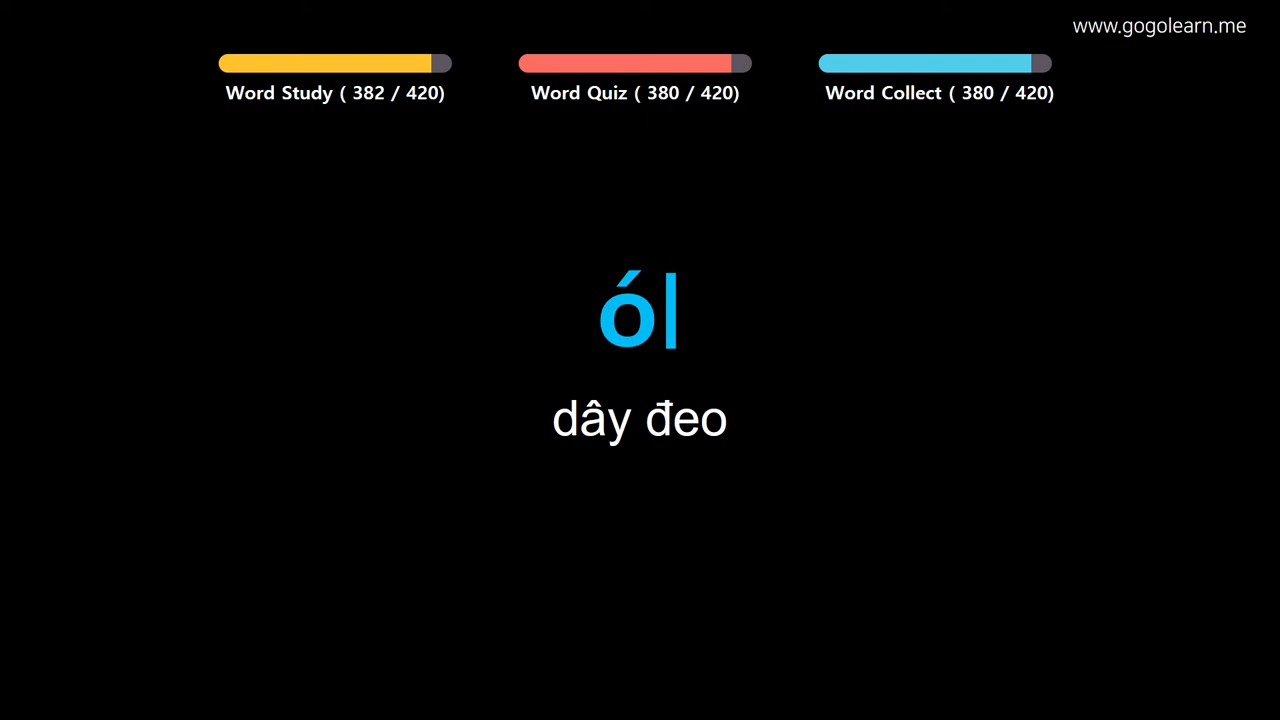 www.gogolearn.me
Word Study ( 382 / 420)
Word Quiz ( 380 / 420)
Word Collect ( 380 / 420)
ól
dây đeo